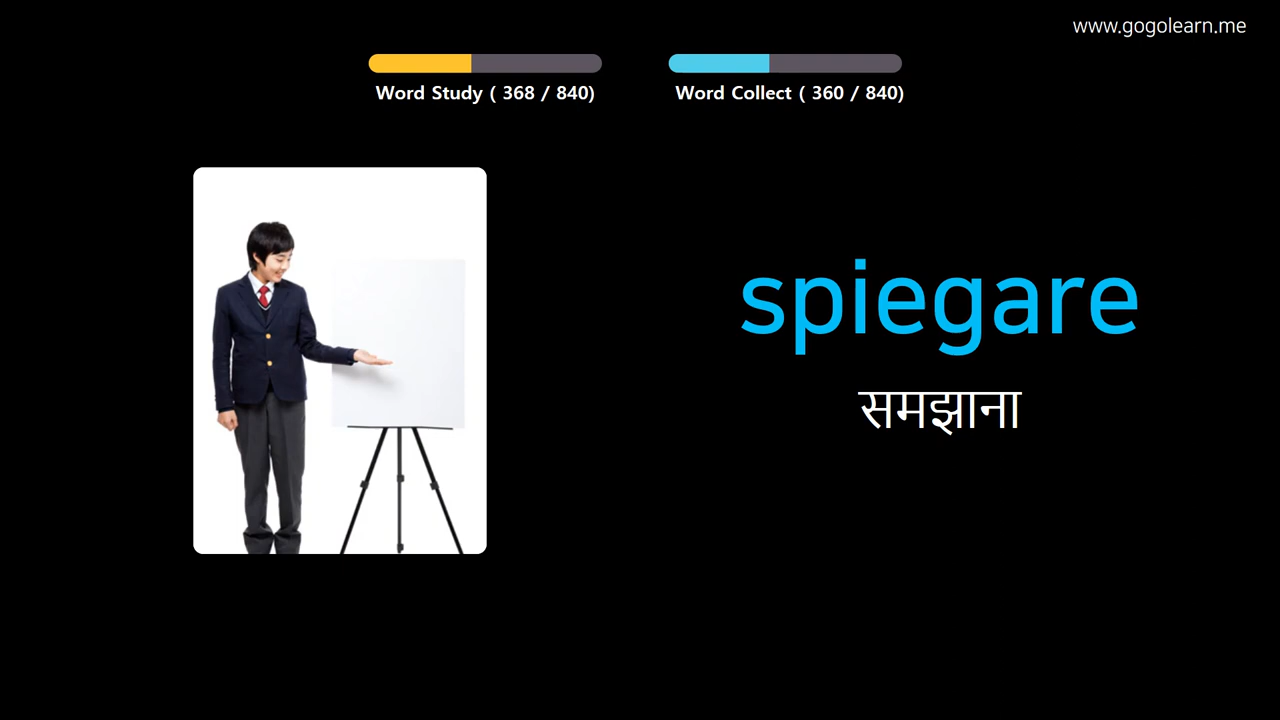 www.gogolearn.me
Word Study ( 368 / 840)
Word Collect ( 360 / 840)
spiegare
समझाना